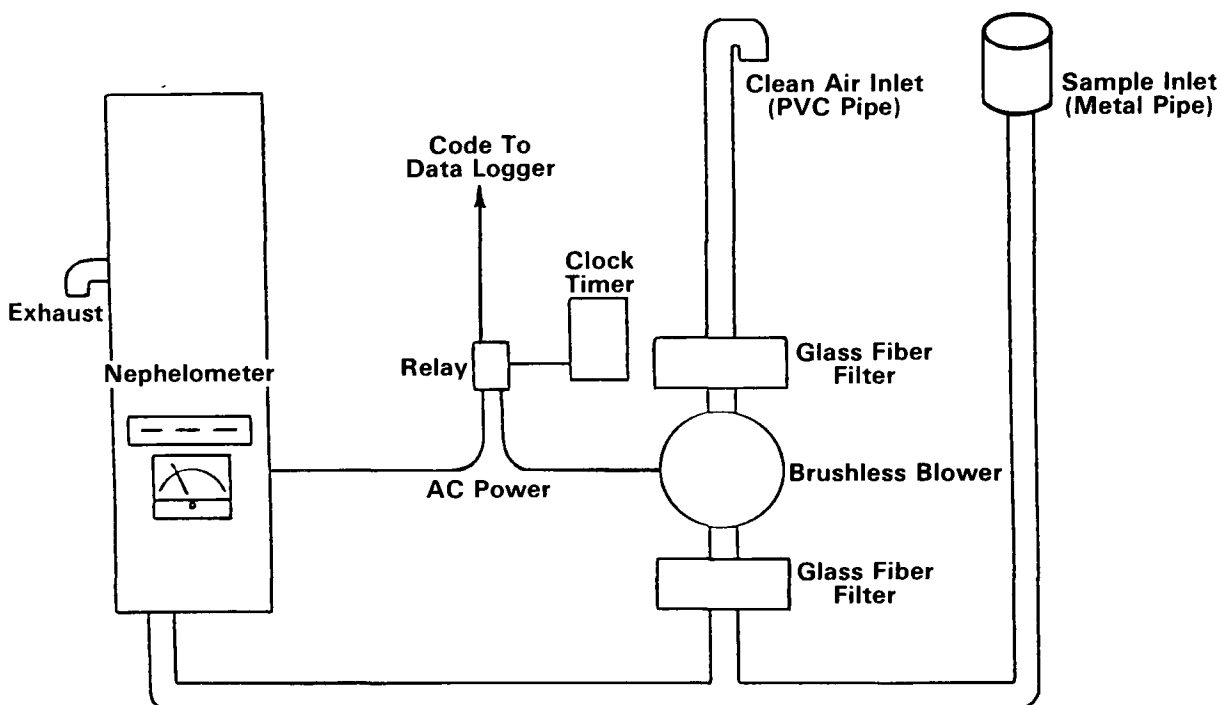 Clean Air Inlet
(PVC Pipe)
Sample Inlet
(Metal Pipe)
Code To
Data Logger
Clock
Timer
Exhaust
Nephelometer
Relay
Glass Fiber
Filter
AC Power
Brushless Blower
Glass Fiber
Filter